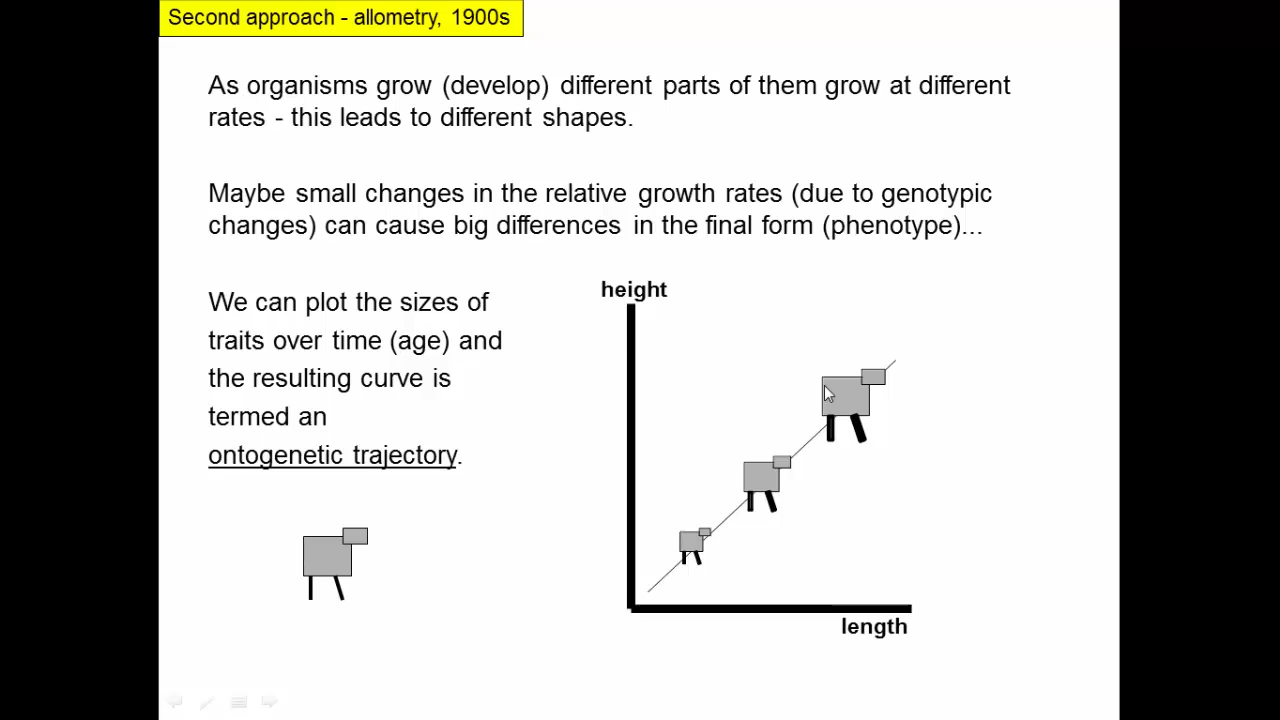 Second approach - allometry, 1900s
As organisms grow (develop) different parts of them grow at different
rates - this leads to different shapes.
Maybe small changes in the relative growth rates (due to genotypic
changes) can cause big differences in the final form (phenotype)...
We can plot the sizes of
traits over time (age) and
the resulting curve is
termed an
ontogenetic trajectory.
height
length